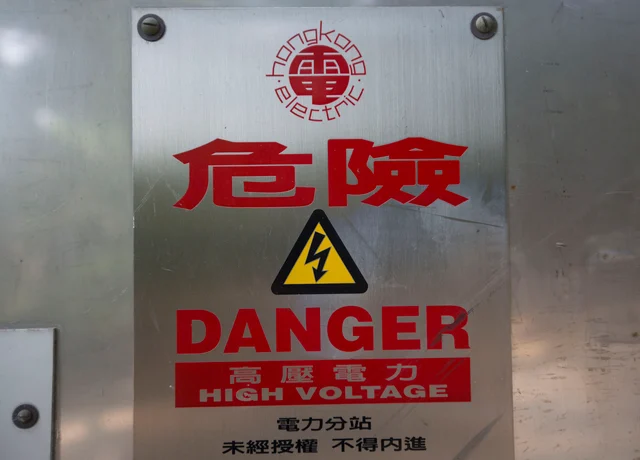 hongkong
電
electric
危險
DANGER
高壓電力
HIGH VOLTAGE
電力分站
未經授權 不得內進